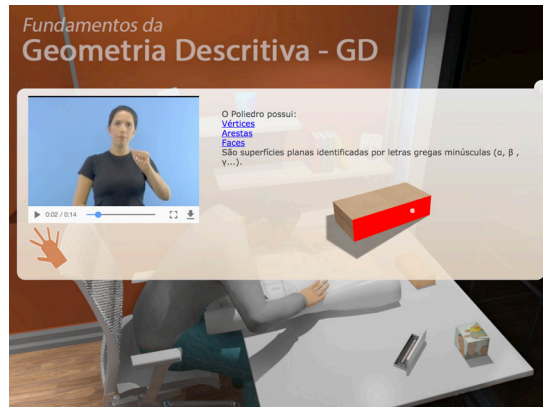 Fundamentos da
Geometria Descritiva - GD
O Poliedro possui:
Vértices
Arestas
Faces
São superfícies planas identificadas por letras gregas minúsculas (α, β ,
γ...).
0:02 / 0:14